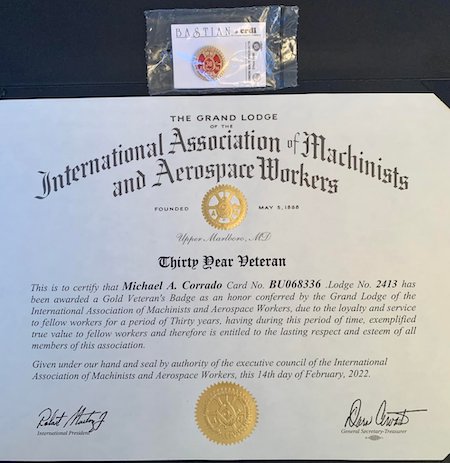 BASTIAN
THE GRAND LODGE
OF THE
International Association of Machinists
and Aerospace Workers
FOUNDED MAY 5, 1888
Upper Marlboro, MD
Thirty Year Veteran
This is to certify that Michael A. Corrado Card No. BU068336 .Lodge No. 2413 has
been awarded a Gold Veteran's Badge as an honor conferred by the Grand Lodge of the
International Association of Machinists and Aerospace Workers, due to the loyalty and service
to fellow workers for a period of Thirty years, having during this period of time, exemplified
true value to fellow workers and therefore is entitled to the lasting respect and esteem of all
members of this association.
Given under our hand and seal by authority of the executive council of the International
Association of Machinists and Aerospace Workers, this 14th day of February, 2022.
International President
General Secretary-Treasurer